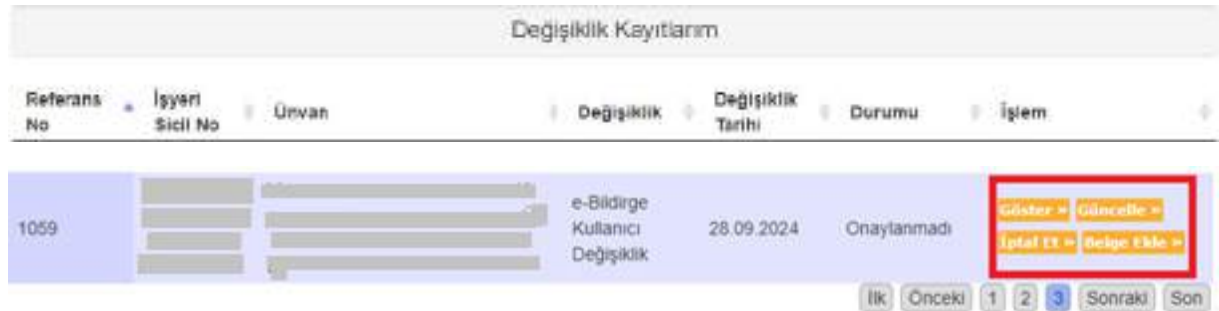 Değişiklik Kayıtlarım
Referans No İşyeri Sicil No Ünvan Değişiklik Değişiklik Tarihi Durumu İşlem
1059 e-Bildirge Kullanıcı Değişiklik 28.09.2024 Onaylanmadı
Göster » Güncelle »
İptal Et » Belge Ekle »
İlk Önceki 1 2 3 Sonraki Son